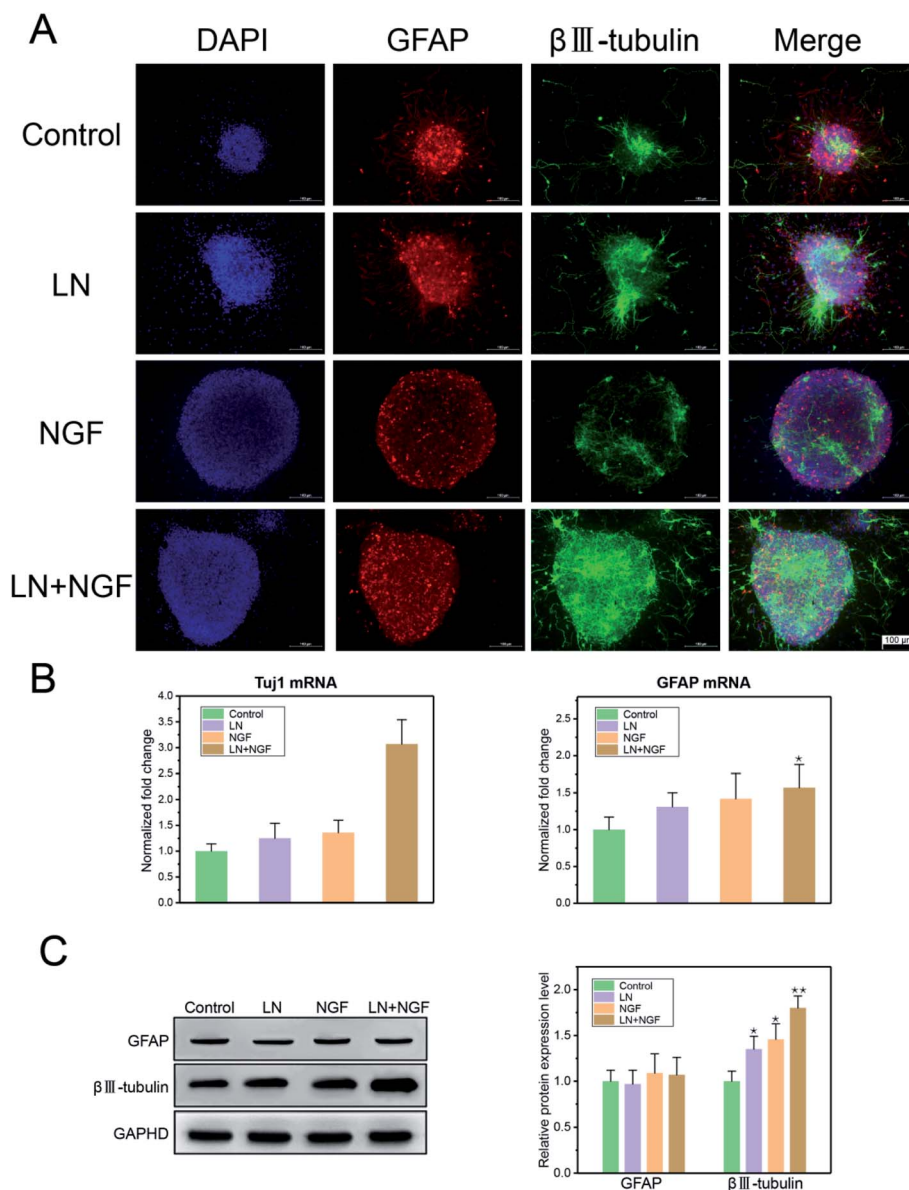 A
DAPI GFAP βⅢ-tubulin Merge
Control
LN
NGF
LN+NGF
100 μm
B
Tuj1 mRNA
Normalized fold change
4.0
3.5
3.0
2.5
2.0
1.5
1.0
0.5
0.0
Control
LN
NGF
LN+NGF
GFAP mRNA
Normalized fold change
2.5
2.0
1.5
1.0
0.5
0.0
Control
LN
NGF
LN+NGF
*
C
Control LN NGF LN+NGF
GFAP
βⅢ-tubulin
GAPHD
Relative protein expression level
2.0
1.5
1.0
0.5
0.0
Control
LN
NGF
LN+NGF
* * **
GFAP βⅢ-tubulin